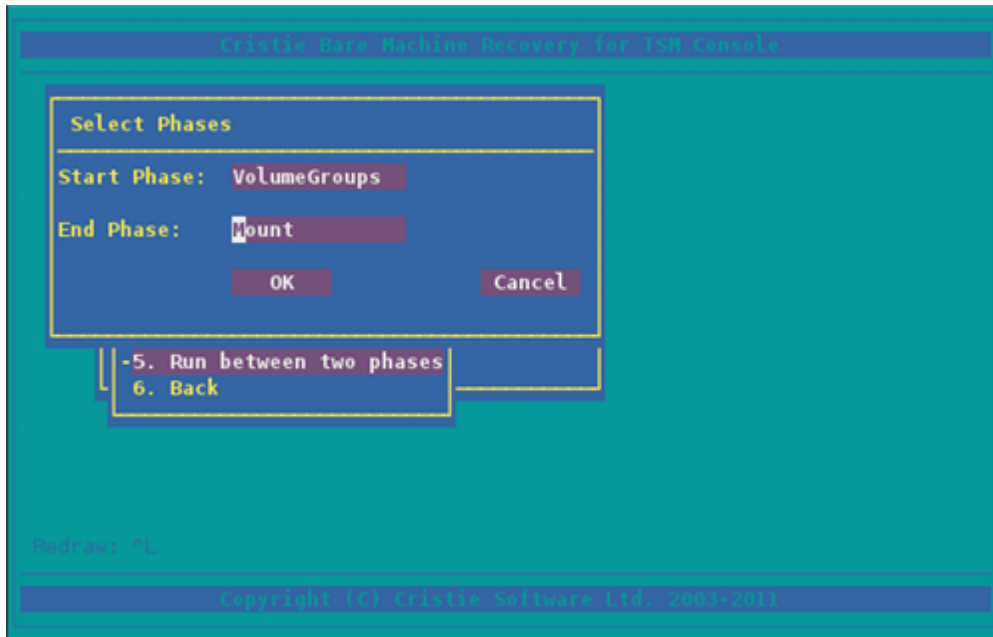 Cristie Bare Machine Recovery for TSM Console
Select Phases
Start Phase: VolumeGroups
End Phase: Mount
OK Cancel
-5. Run between two phases
6. Back
Redraw: ^L
Copyright (C) Cristie Software Ltd. 2003-2011